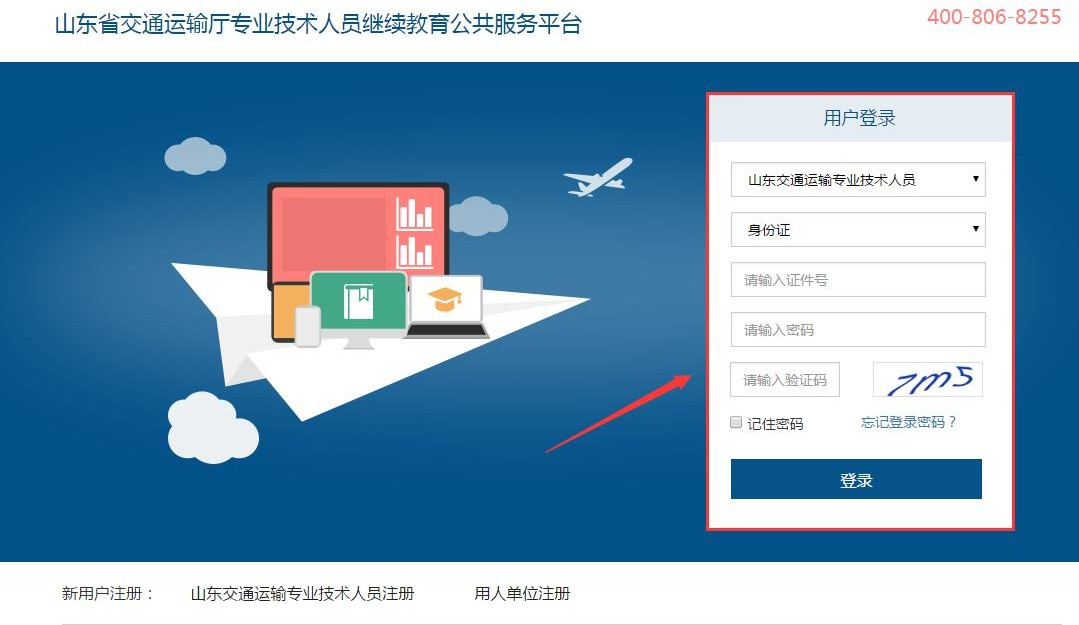 山东省交通运输厅专业技术人员继续教育公共服务平台
400-806-8255
用户登录
山东交通运输专业技术人员
身份证
请输入证件号
请输入密码
请输入验证码
7m5
记住密码
忘记登录密码？
登录
新用户注册： 山东交通运输专业技术人员注册 用人单位注册